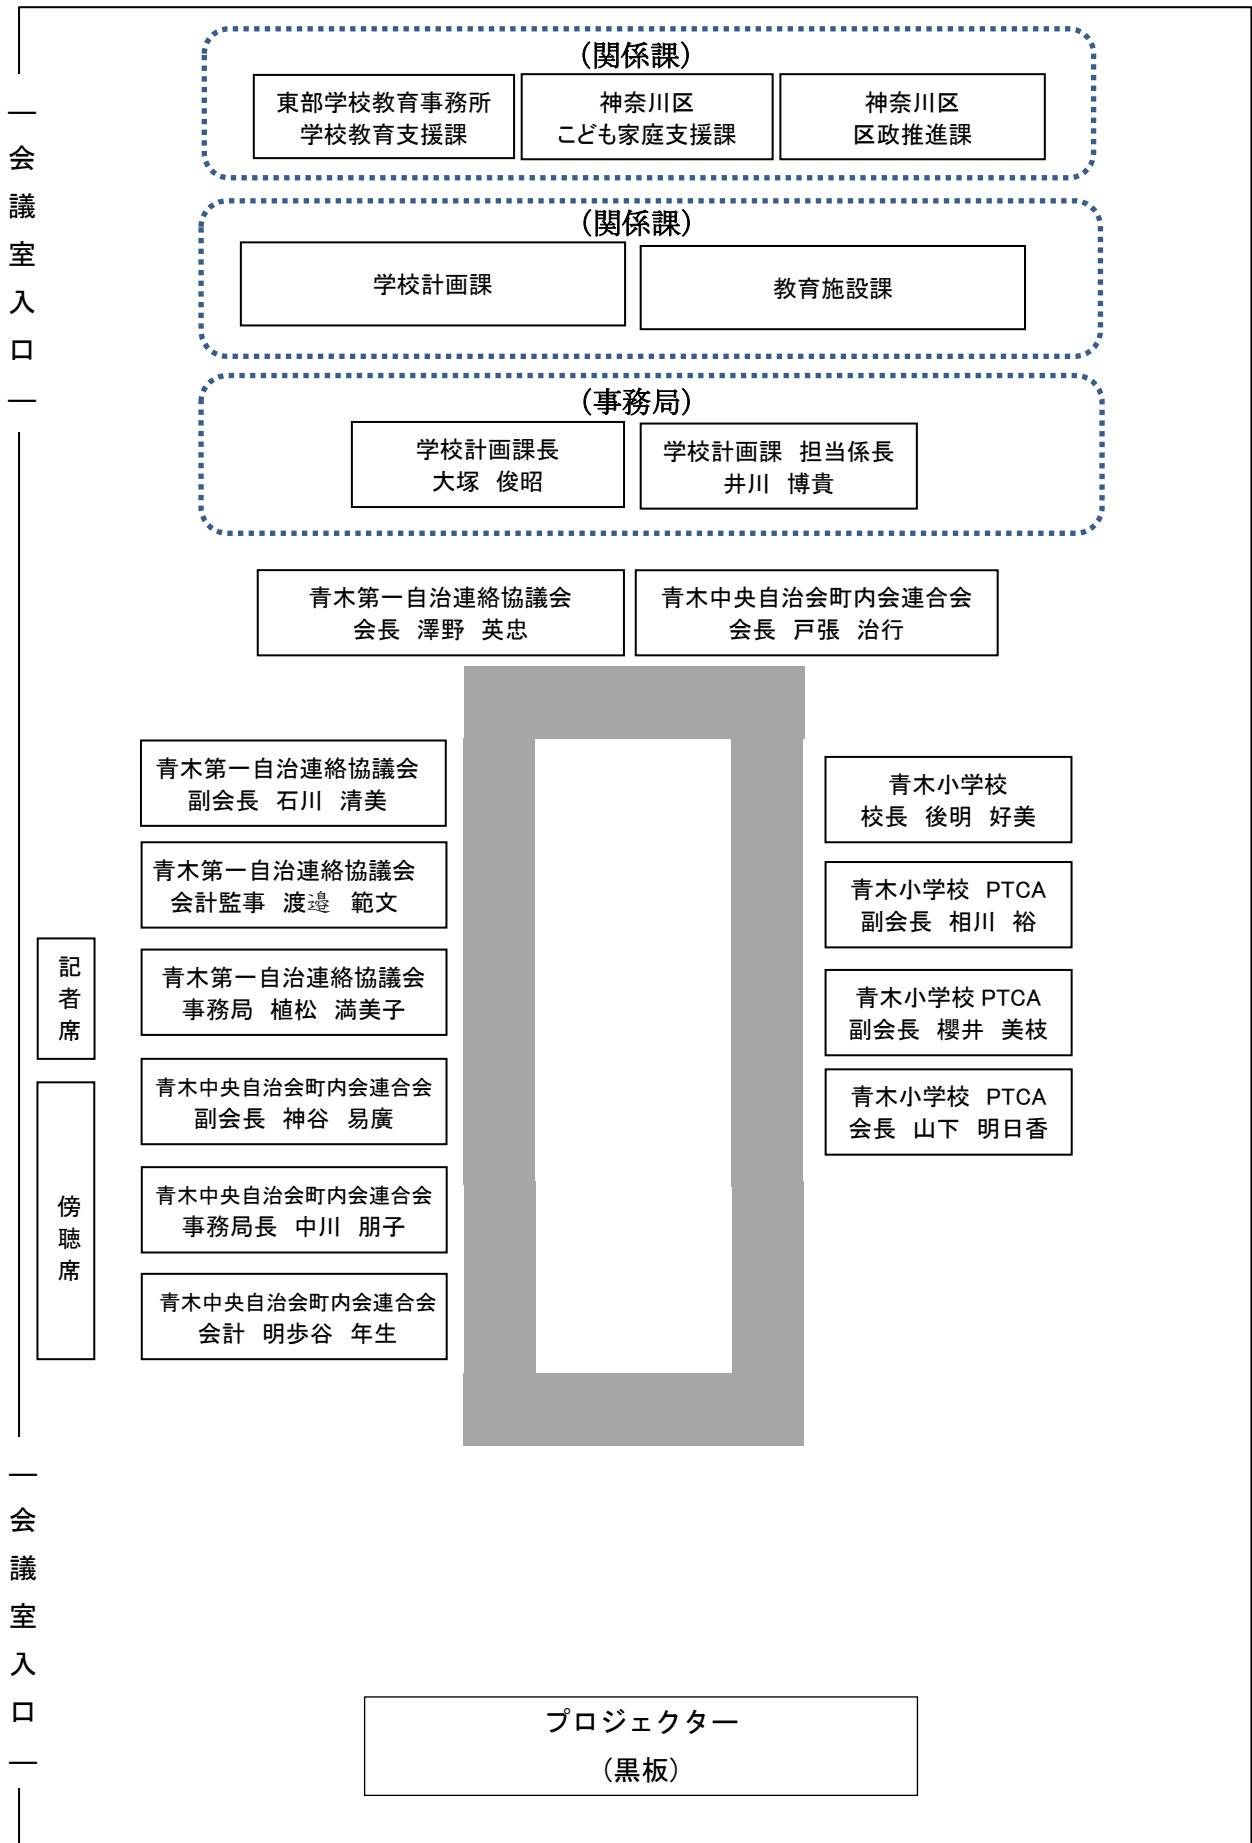 (関係課)
東部学校教育事務所
学校教育支援課
神奈川区
こども家庭支援課
神奈川区
区政推進課
―会議室入口―
(関係課)
学校計画課
教育施設課
(事務局)
学校計画課長
大塚 俊昭
学校計画課 担当係長
井川 博貴
青木第一自治連絡協議会
会長 澤野 英忠
青木中央自治会町内会連合会
会長 戸張 治行
青木第一自治連絡協議会
副会長 石川 清美
青木第一自治連絡協議会
会計監事 渡邉 範文
青木第一自治連絡協議会
事務局 植松 満美子
青木中央自治会町内会連合会
副会長 神谷 易廣
青木中央自治会町内会連合会
事務局長 中川 朋子
青木中央自治会町内会連合会
会計 明歩谷 年生
青木小学校
校長 後明 好美
青木小学校 PTCA
副会長 相川 裕
青木小学校 PTCA
副会長 櫻井 美枝
青木小学校 PTCA
会長 山下 明日香
記者席
傍聴席
―会議室入口―
プロジェクター
(黒板)